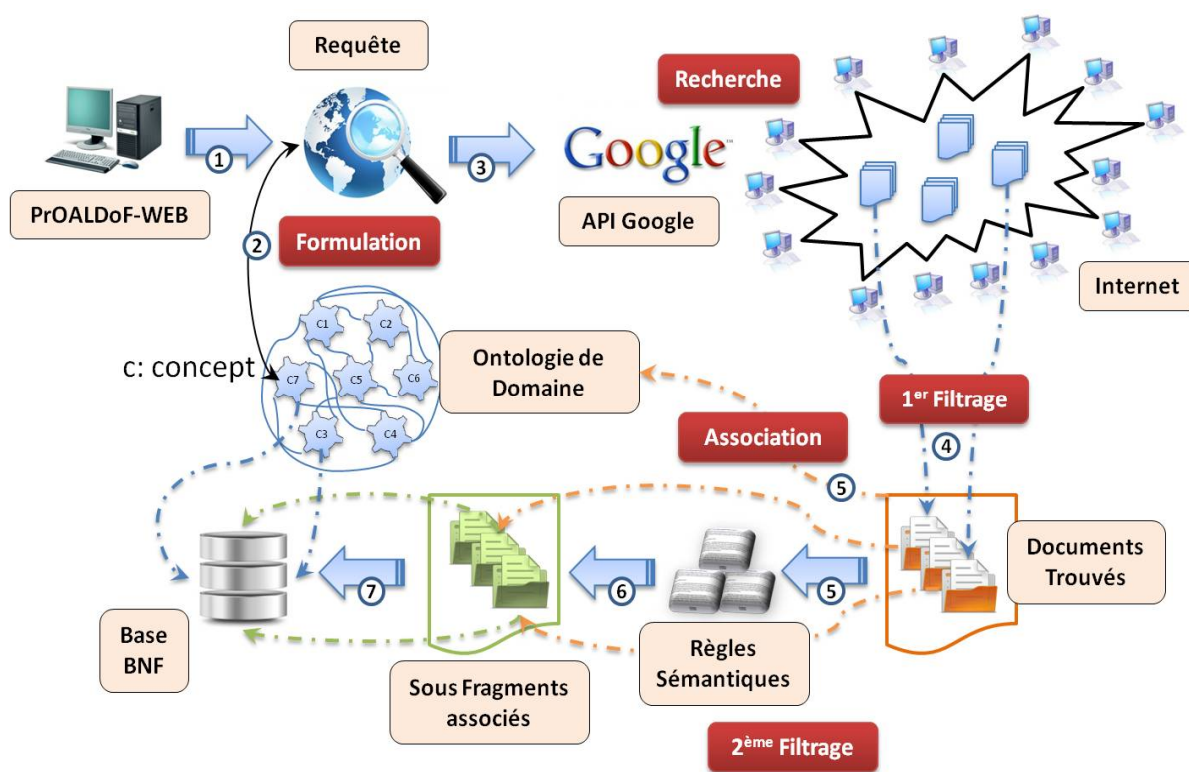 Requête
Recherche
1
3
Google™
PrOALDoF-WEB
API Google
2
Formulation
Internet
C1
C2
c: concept
C7
C5
C6
Ontologie de
Domaine
1er Filtrage
C3
C4
Association
4
5
Documents
Trouvés
7
6
5
Base
BNF
Règles
Sémantiques
Sous Fragments
associés
2ème Filtrage